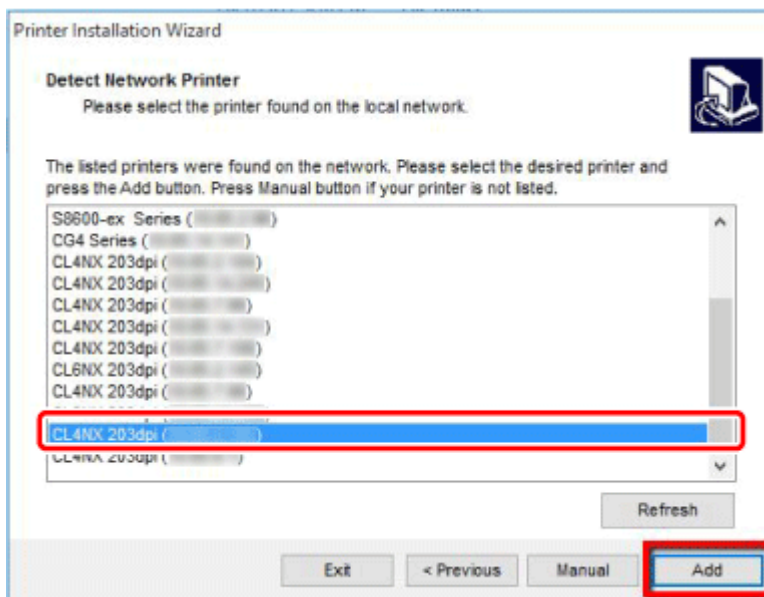 Printer Installation Wizard
Detect Network Printer
Please select the printer found on the local network.
The listed printers were found on the network. Please select the desired printer and
press the Add button. Press Manual button if your printer is not listed.
S8600-ex Series ( )
CG4 Series ( )
CL4NX 203dpi ( )
CL4NX 203dpi ( )
CL4NX 203dpi ( )
CL4NX 203dpi ( )
CL4NX 203dpi ( )
CL6NX 203dpi ( )
CL4NX 203dpi ( )
CL4NX 203dpi ( )
CL4NX 203dpi ( )
Refresh
Exit
< Previous
Manual
Add